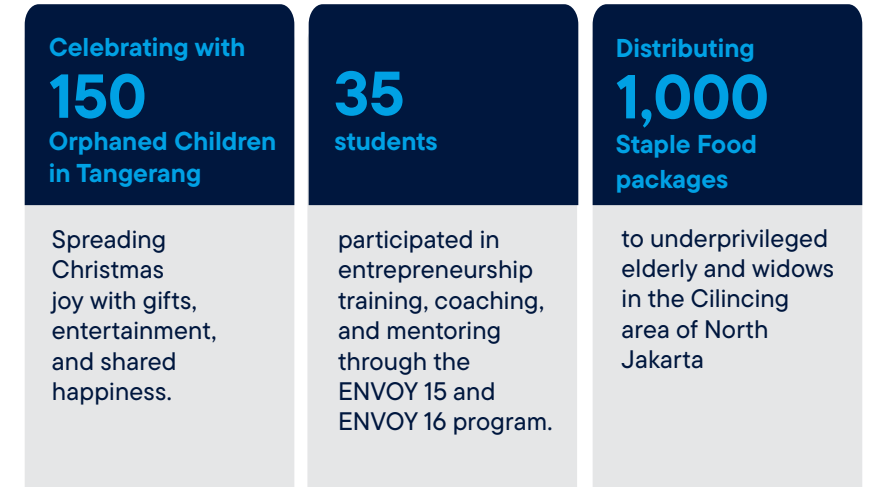 Celebrating with
150
Orphaned Children
in Tangerang
Spreading
Christmas
joy with gifts,
entertainment,
and shared
happiness.
35
students
participated in
entrepreneurship
training, coaching,
and mentoring
through the
ENVOY 15 and
ENVOY 16 program.
Distributing
1,000
Staple Food
packages
to underprivileged
elderly and widows
in the Cilincing
area of North
Jakarta